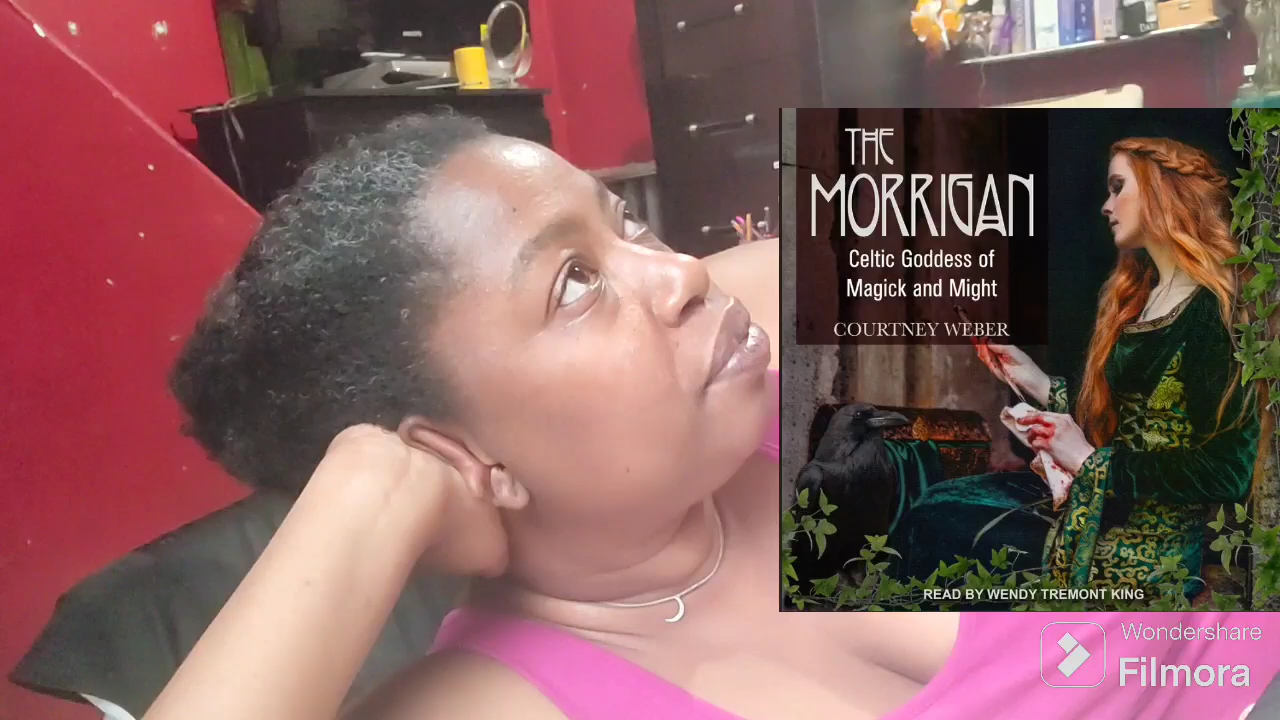 THE
MORRIGAN
Celtic Goddess of
Magick and Might
COURTNEY WEBER
READ BY WENDY TREMONT KING
Wondershare
Filmora